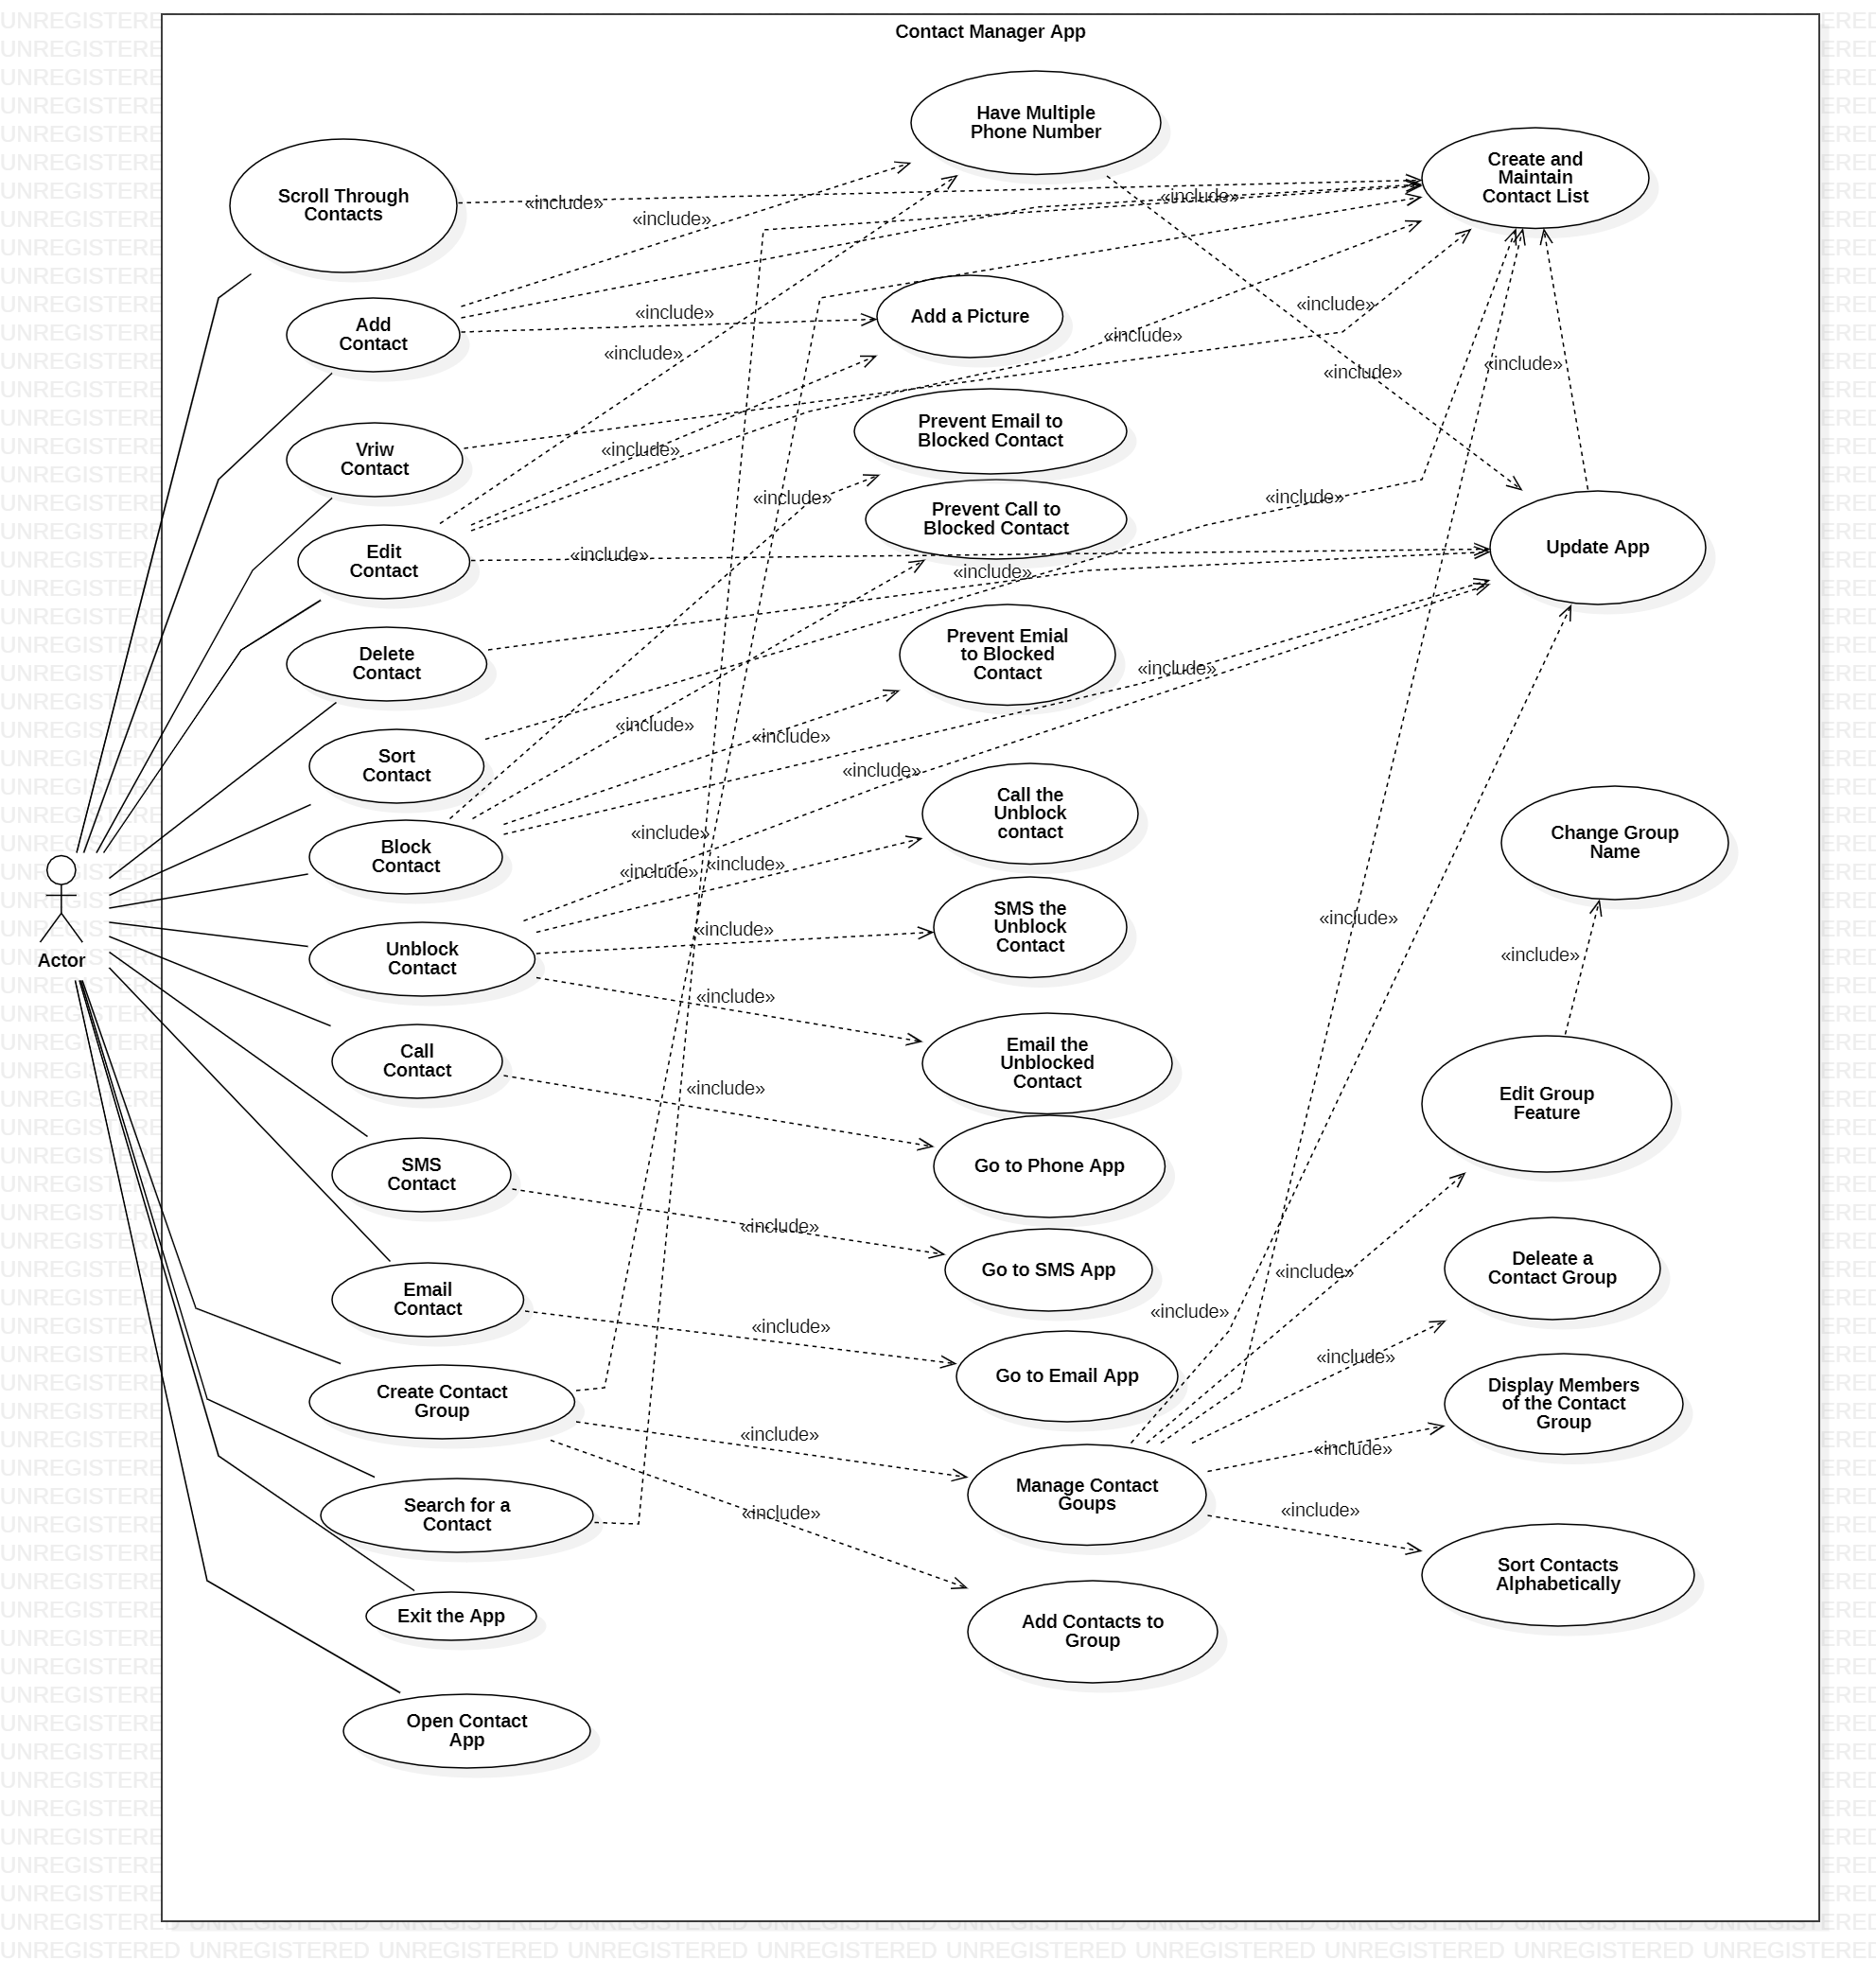 Contact Manager App
Have Multiple
Phone Number
Create and
Maintain
Contact List
Scroll Through
Contacts
«include»
«include»
«include»
Add
Contact
«include»
Add a Picture
«include»
«include»
«include»
«include»
«include»
«include»
Vriw
Contact
Prevent Email to
Blocked Contact
«include»
«include»
«include»
Prevent Call to
Blocked Contact
Edit
Contact
«include»
«include»
Update App
Delete
Contact
Prevent Emial
to Blocked
Contact
«include»
Sort
Contact
«include»
«include»
«include»
Call the
Unblock
contact
Change Group
Name
Block
Contact
«include»
«include»
«include»
SMS the
Unblock
Contact
«include»
«include»
Unblock
Contact
«include»
Actor
«include»
Email the
Unblocked
Contact
Call
Contact
«include»
Edit Group
Feature
Go to Phone App
SMS
Contact
«include»
Go to SMS App
«include»
Deleate a
Contact Group
Email
Contact
«include»
«include»
Go to Email App
«include»
Display Members
of the Contact
Group
Create Contact
Group
«include»
«include»
Manage Contact
Goups
«include»
Search for a
Contact
«include»
Sort Contacts
Alphabetically
Exit the App
Add Contacts to
Group
Open Contact
App
UNREGISTERED UNREGISTERED UNREGISTERED UNREGISTERED UNREGISTERED UNREGISTERED UNREGISTERED UNREGISTERED UNREGISTERED UNREGISTERED